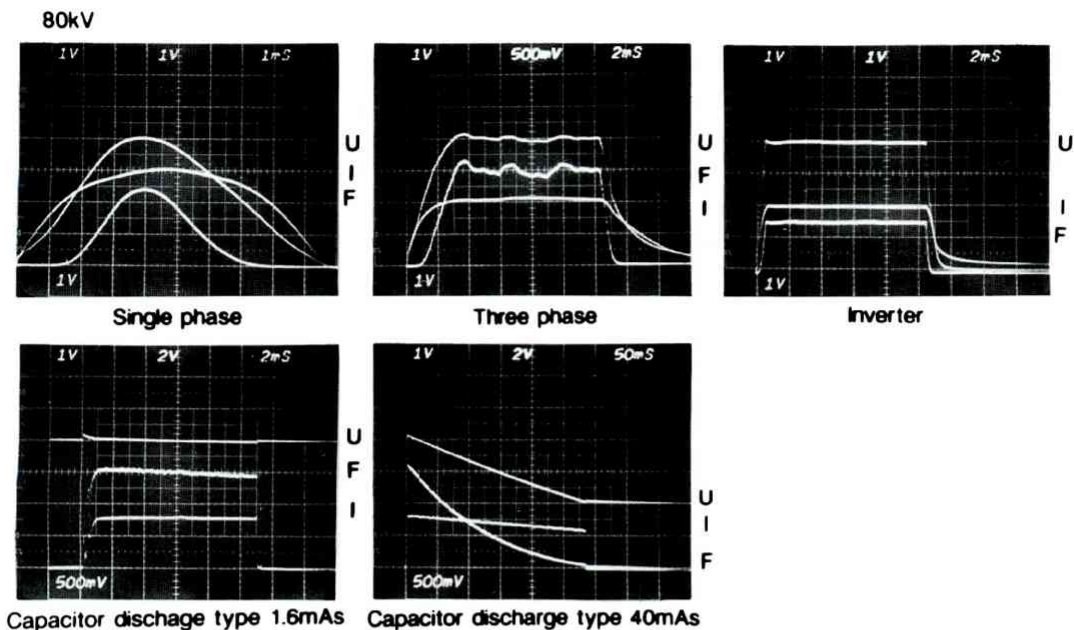 80kV
1V 1V 1mS
U
I
F
1V
Single phase
1V 500mV 2mS
U
F
I
1V
Three phase
1V 1V 2mS
U
I
F
1V
Inverter
1V 2V 2mS
U
F
I
500mV
Capacitor dischage type 1.6mAs
1V 2V 50mS
U
I
F
500mV
Capacitor discharge type 40mAs